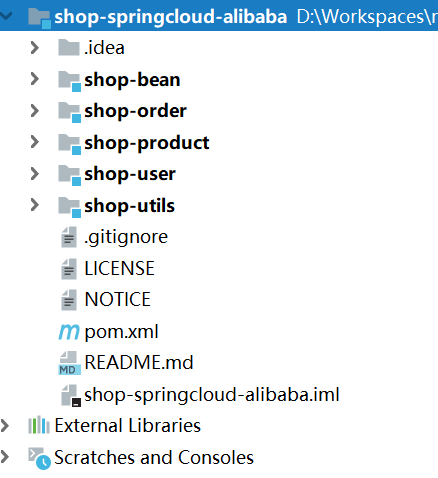 shop-springcloud-alibaba D:\Workspaces\
.idea
shop-bean
shop-order
shop-product
shop-user
shop-utils
.gitignore
LICENSE
NOTICE
m pom.xml
MD README.md
shop-springcloud-alibaba.iml
External Libraries
Scratches and Consoles